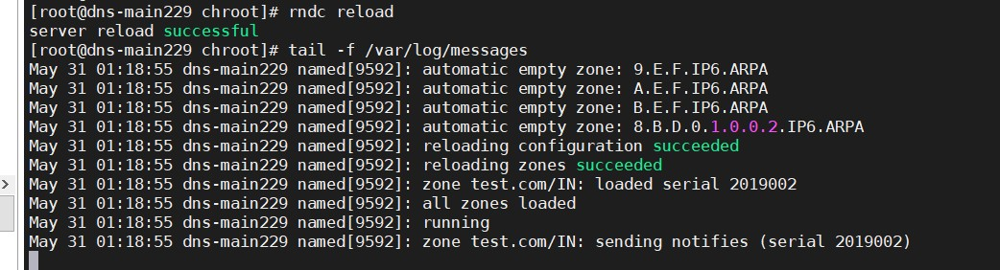 [root@dns-main229 chroot]# rndc reload
server reload successful
[root@dns-main229 chroot]# tail -f /var/log/messages
May 31 01:18:55 dns-main229 named[9592]: automatic empty zone: 9.E.F.IP6.ARPA
May 31 01:18:55 dns-main229 named[9592]: automatic empty zone: A.E.F.IP6.ARPA
May 31 01:18:55 dns-main229 named[9592]: automatic empty zone: B.E.F.IP6.ARPA
May 31 01:18:55 dns-main229 named[9592]: automatic empty zone: 8.B.D.0.1.0.0.2.IP6.ARPA
May 31 01:18:55 dns-main229 named[9592]: reloading configuration succeeded
May 31 01:18:55 dns-main229 named[9592]: reloading zones succeeded
May 31 01:18:55 dns-main229 named[9592]: zone test.com/IN: loaded serial 2019002
May 31 01:18:55 dns-main229 named[9592]: all zones loaded
May 31 01:18:55 dns-main229 named[9592]: running
May 31 01:18:55 dns-main229 named[9592]: zone test.com/IN: sending notifies (serial 2019002)